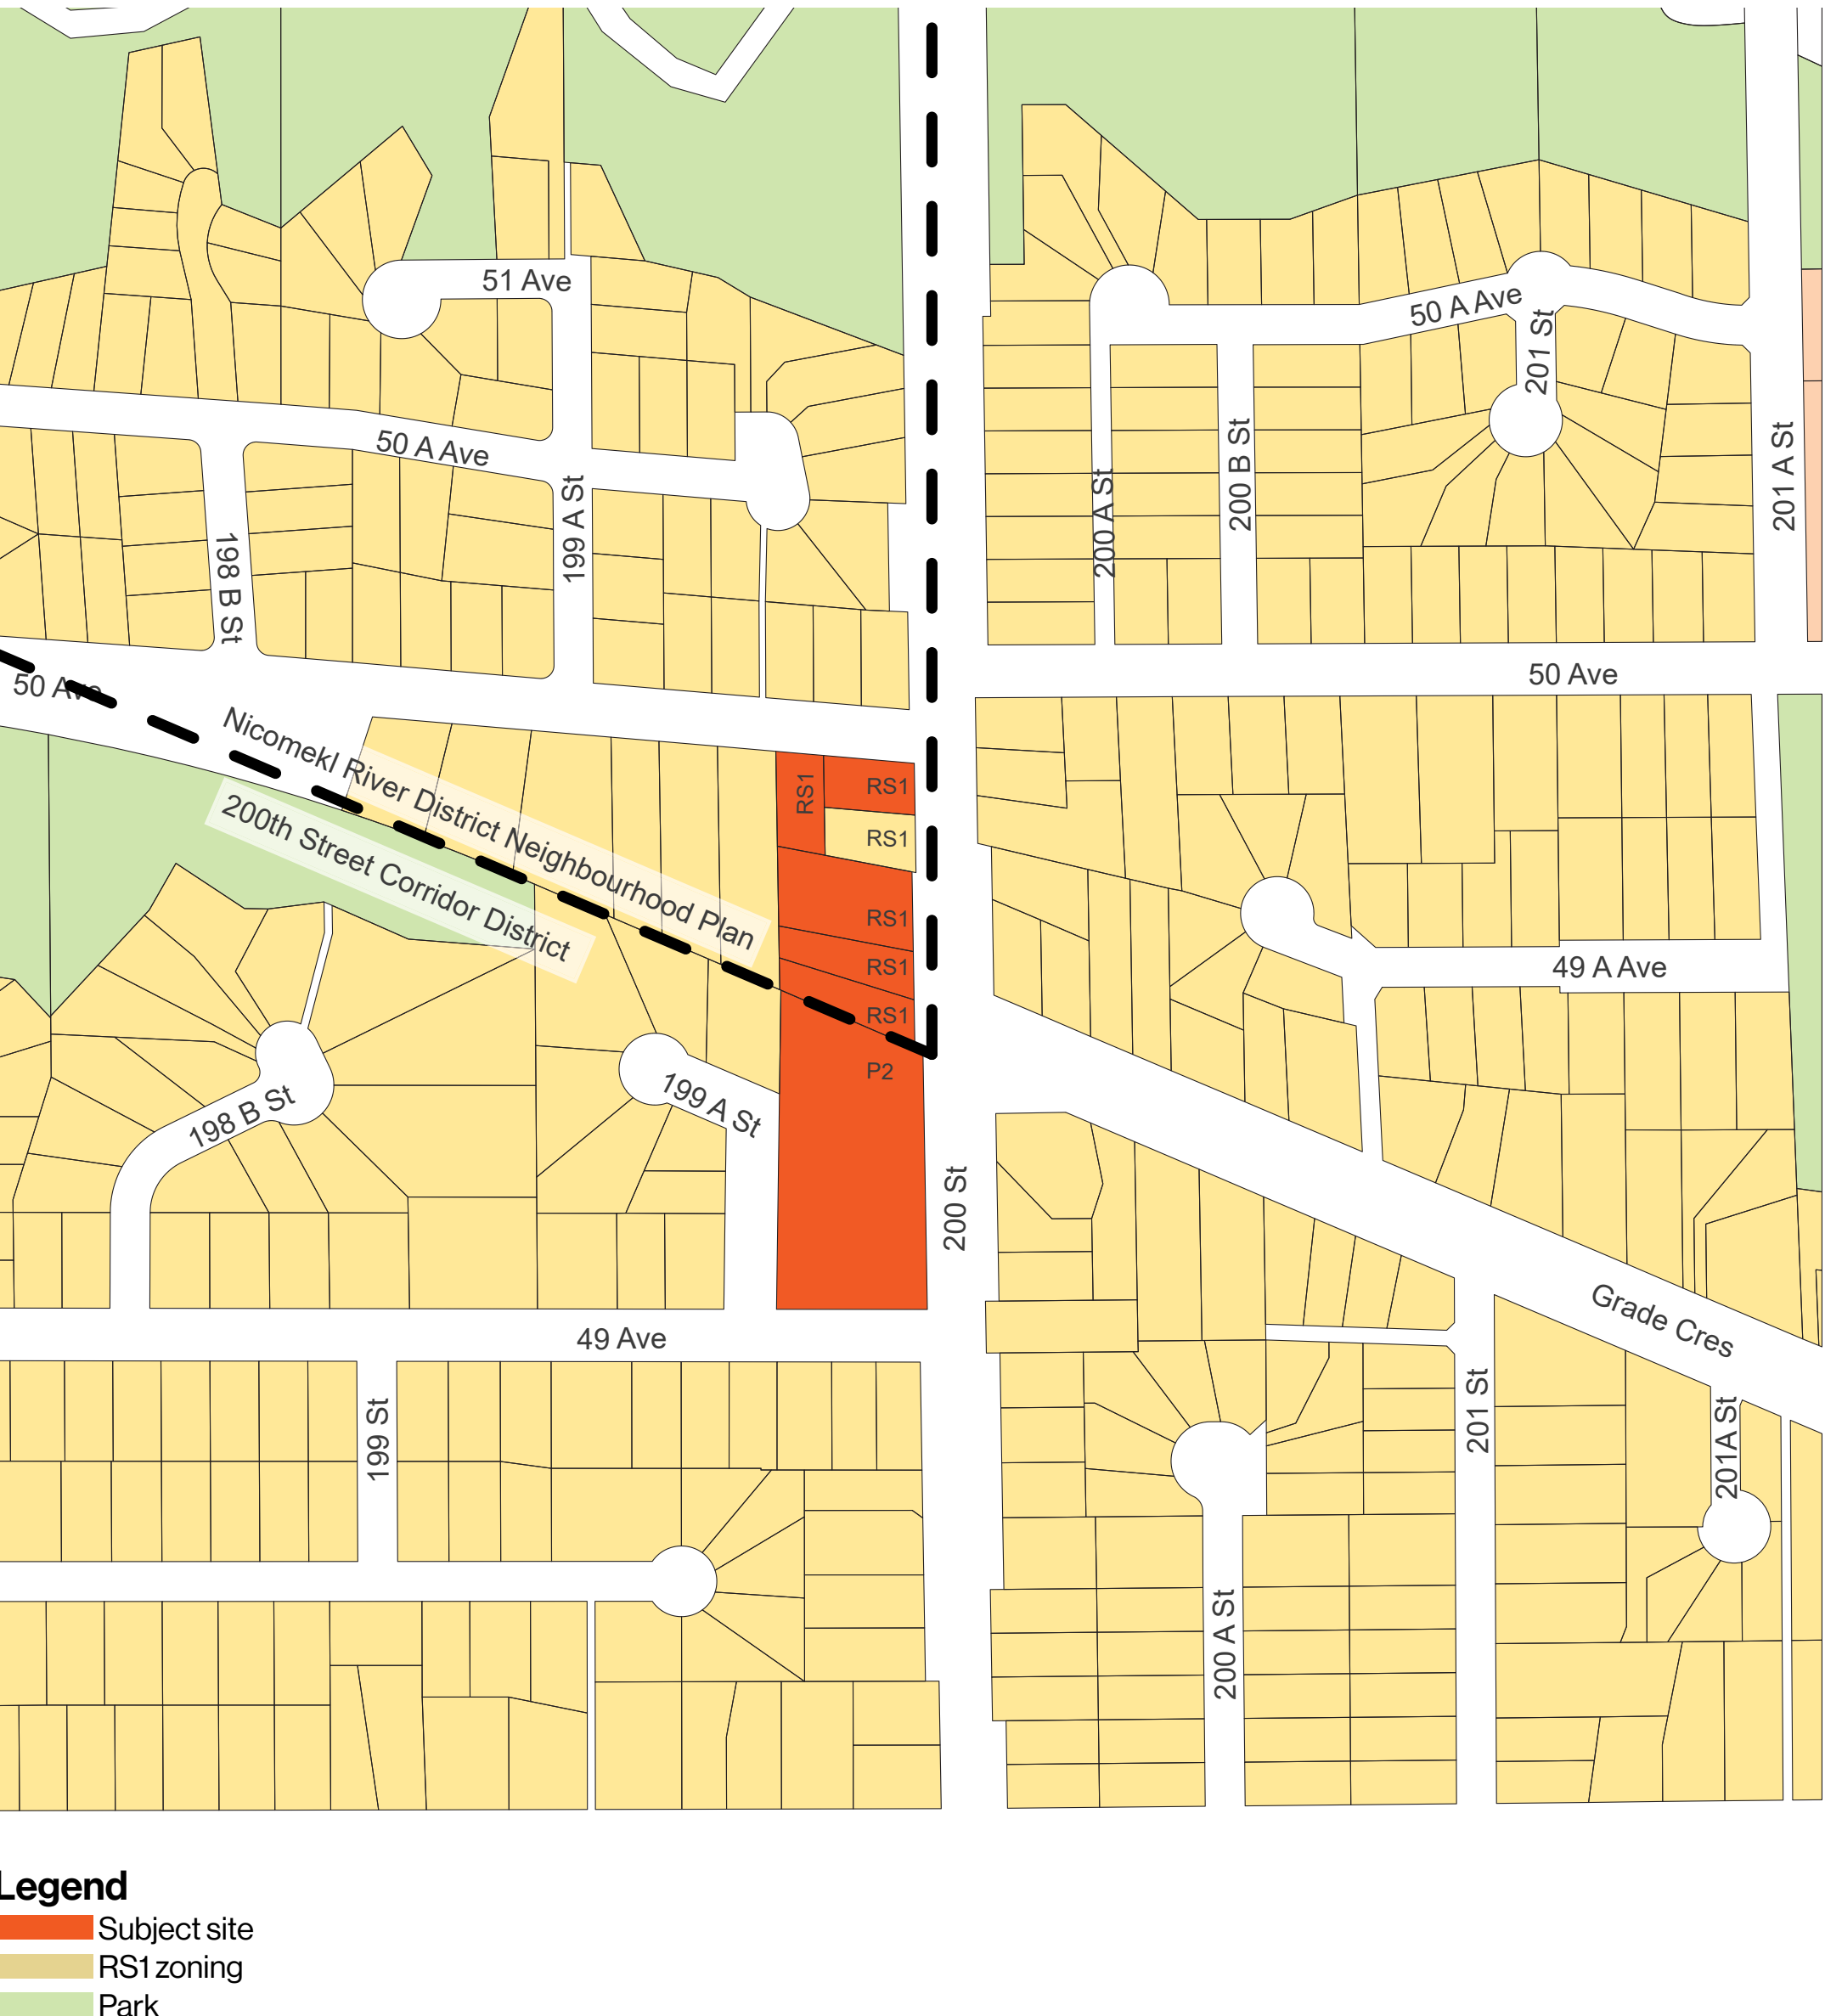 51 Ave
50 A Ave
201 St
50 A Ave
198 B St
199 A St
200 A St
200 B St
201 A St
50 Ave
50 Ave
Nicomekl River District Neighbourhood Plan
200th Street Corridor District
RS1
RS1
RS1
RS1
RS1
RS1
P2
49 A Ave
198 B St
199 A St
200 St
49 Ave
Grade Cres
199 St
201 St
201A St
200 A St
Legend
Subject site
RS1 zoning
Park